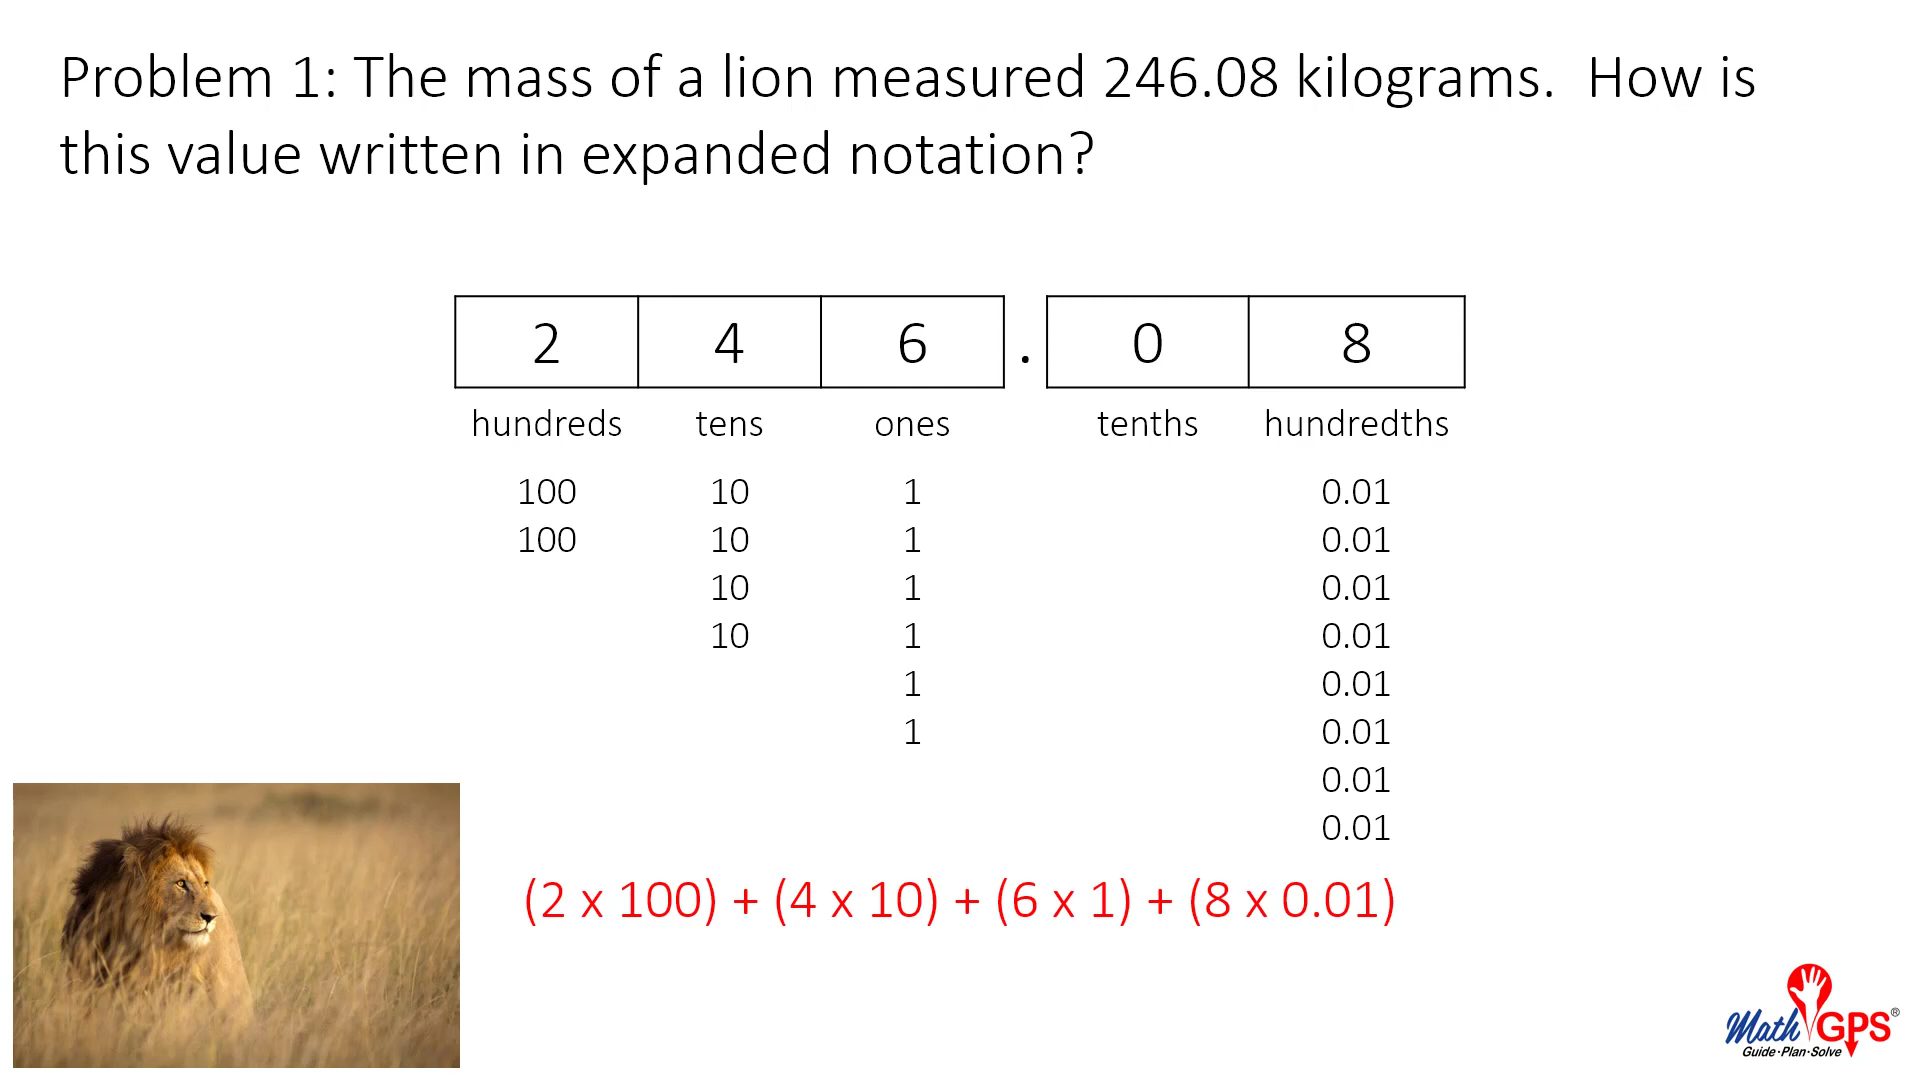 Problem 1: The mass of a lion measured 246.08 kilograms.  How is
this value written in expanded notation?
2 4 6 . 0 8
hundreds tens ones tenths hundredths
100 10 1 0.01
100 10 1 0.01
10 1 0.01
10 1 0.01
1 0.01
1 0.01
0.01
0.01
(2 x 100) + (4 x 10) + (6 x 1) + (8 x 0.01)
Math GPS®
Guide·Plan·Solve